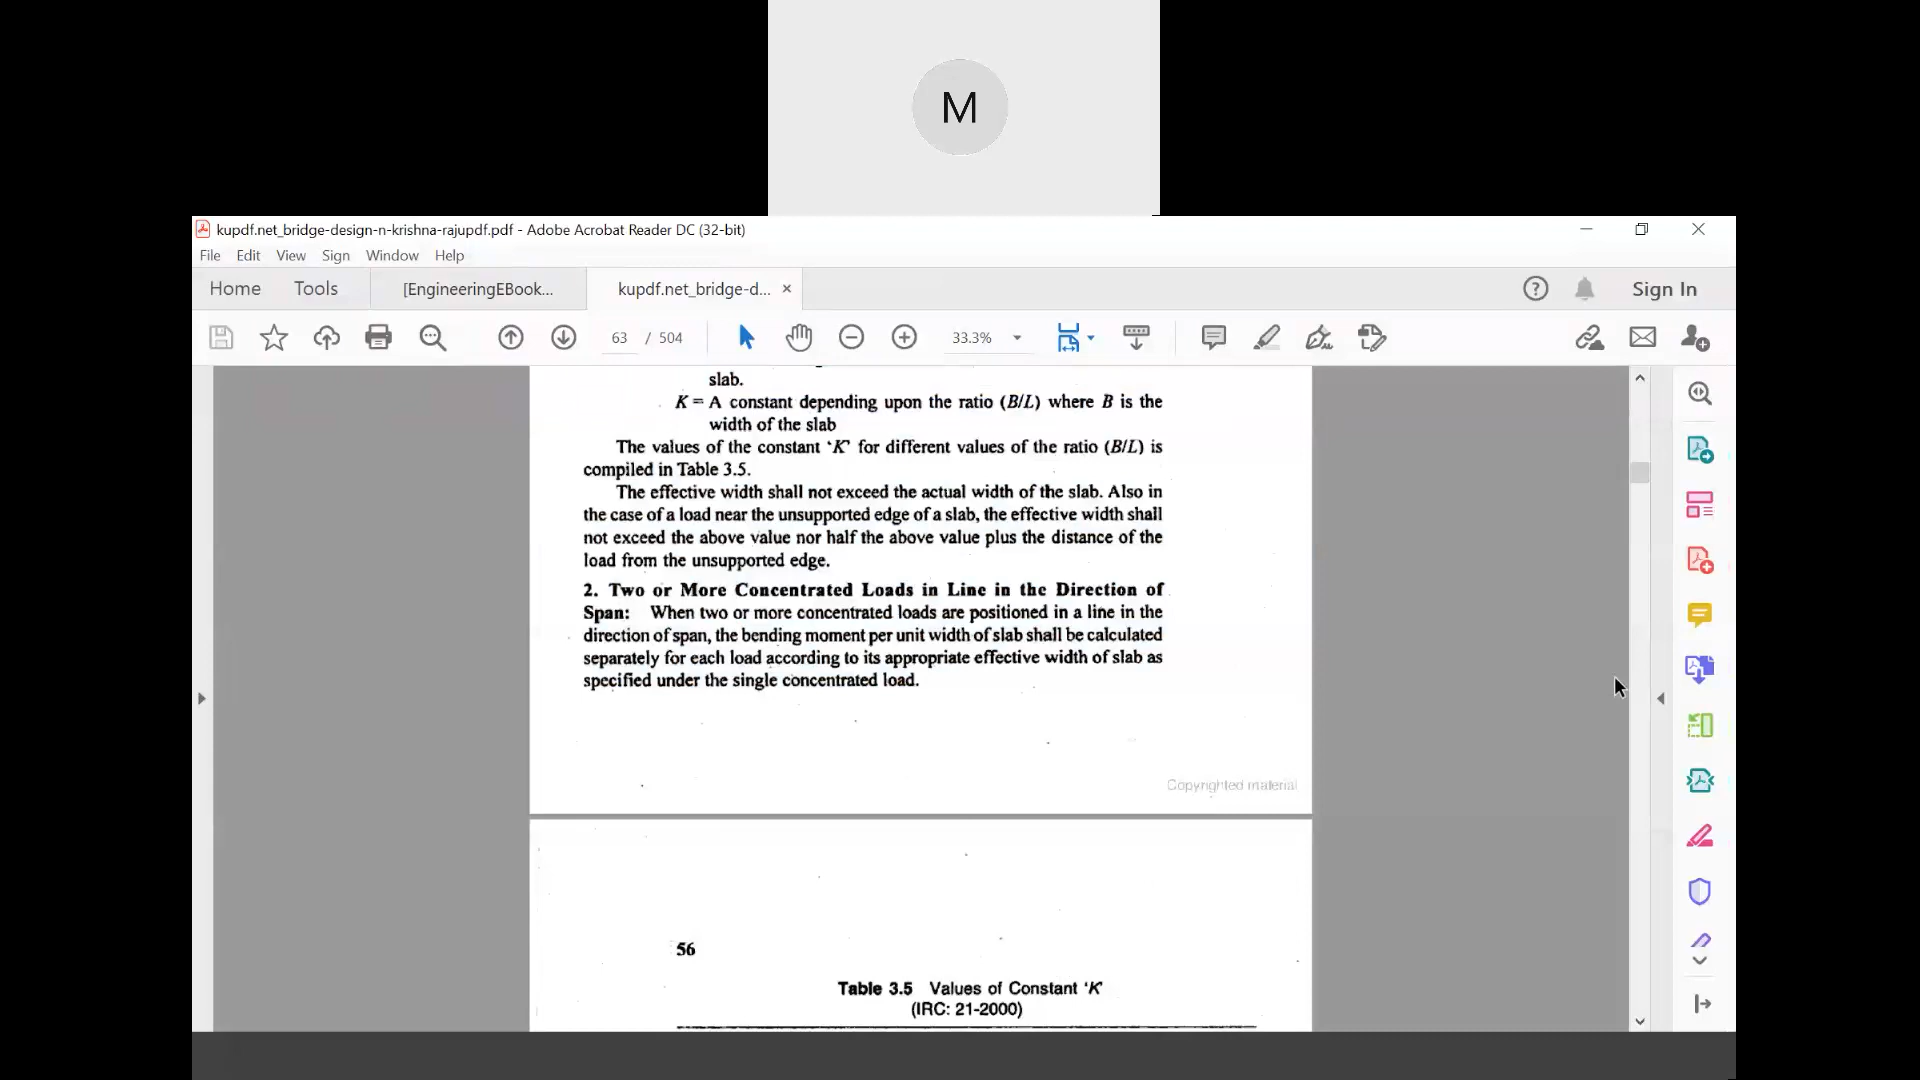 M
kupdf.net_bridge-design-n-krishna-rajupdf.pdf - Adobe Acrobat Reader DC (32-bit)
File Edit View Sign Window Help
Home Tools [EngineeringEBook... kupdf.net_bridge-d... × Sign In
63 / 504 33.3%
slab.
K = A constant depending upon the ratio (B/L) where B is the
width of the slab
The values of the constant ‘K’ for different values of the ratio (B/L) is
compiled in Table 3.5.
The effective width shall not exceed the actual width of the slab. Also in
the case of a load near the unsupported edge of a slab, the effective width shall
not exceed the above value nor half the above value plus the distance of the
load from the unsupported edge.
2. Two or More Concentrated Loads in Line in the Direction of
Span: When two or more concentrated loads are positioned in a line in the
direction of span, the bending moment per unit width of slab shall be calculated
separately for each load according to its appropriate effective width of slab as
specified under the single concentrated load.
Copyrighted material
56
Table 3.5 Values of Constant ‘K’
(IRC: 21-2000)